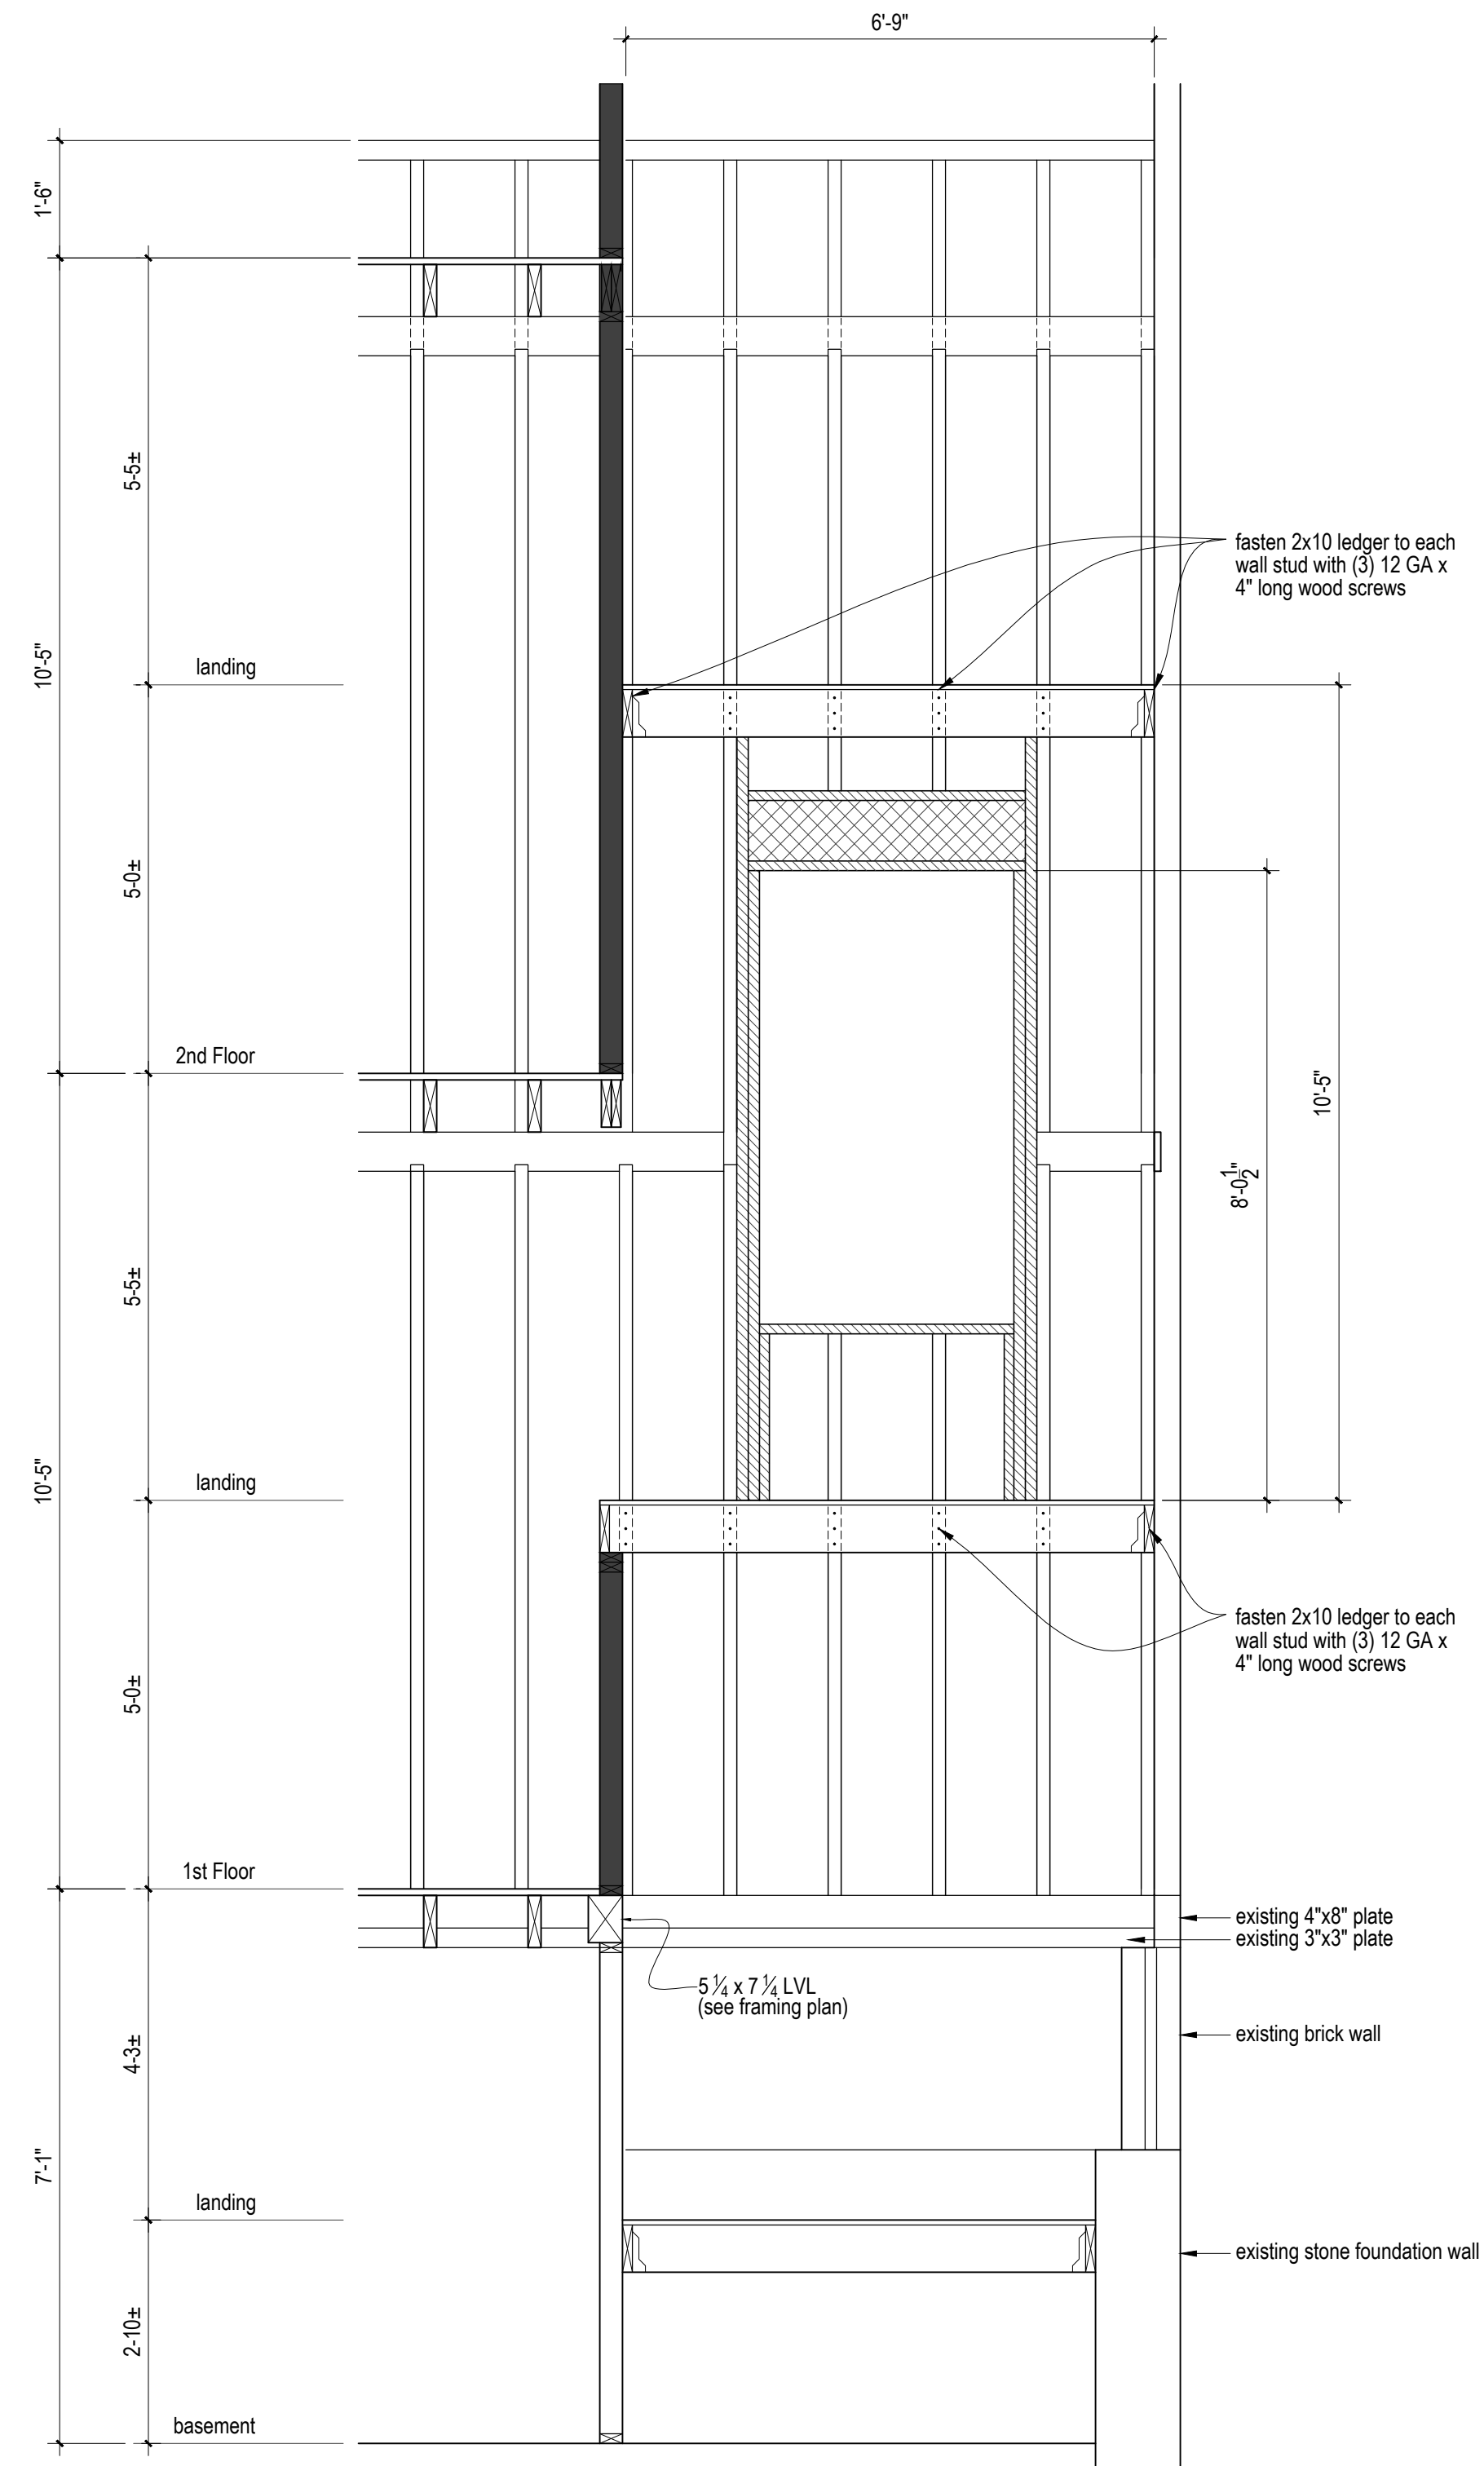 6'-9"
1'-6"
5-5±
fasten 2x10 ledger to each
wall stud with (3) 12 GA x
4" long wood screws
10'-5"
landing
5-0±
2nd Floor
10'-5"
8'-0 1/2"
5-5±
10'-5"
landing
fasten 2x10 ledger to each
wall stud with (3) 12 GA x
4" long wood screws
5-0±
1st Floor
existing 4"x8" plate
existing 3"x3" plate
5 1/4 x 7 1/4 LVL
(see framing plan)
existing brick wall
4-3±
7'-1"
landing
existing stone foundation wall
2-10±
basement